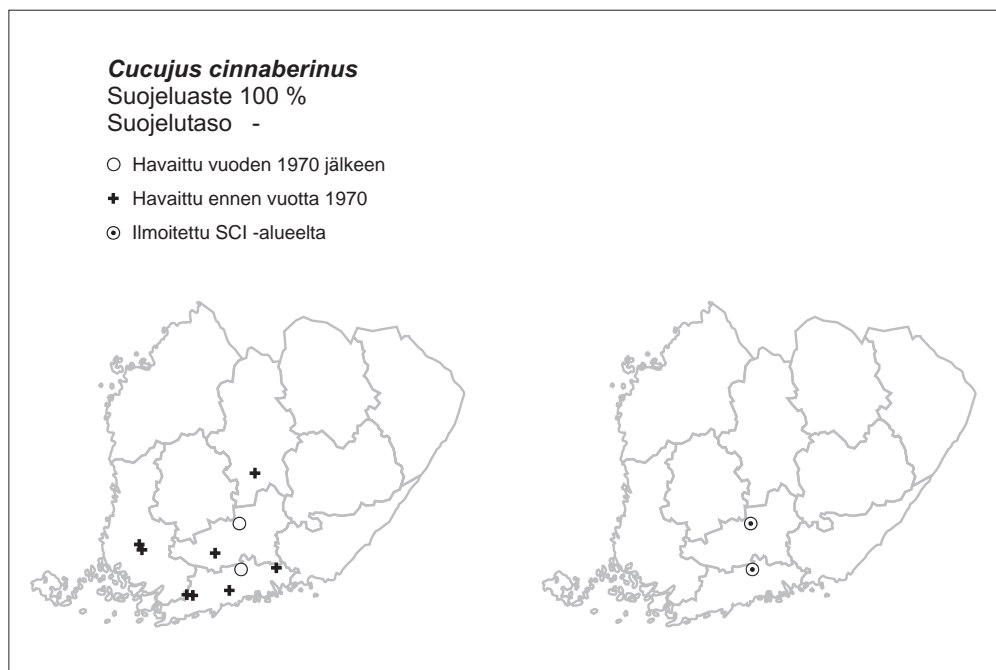 Cucujus cinnaberinus
Suojeluaste 100 %
Suojelutaso -
Havaittu vuoden 1970 jälkeen
Havaittu ennen vuotta 1970
Ilmoitettu SCI -alueelta